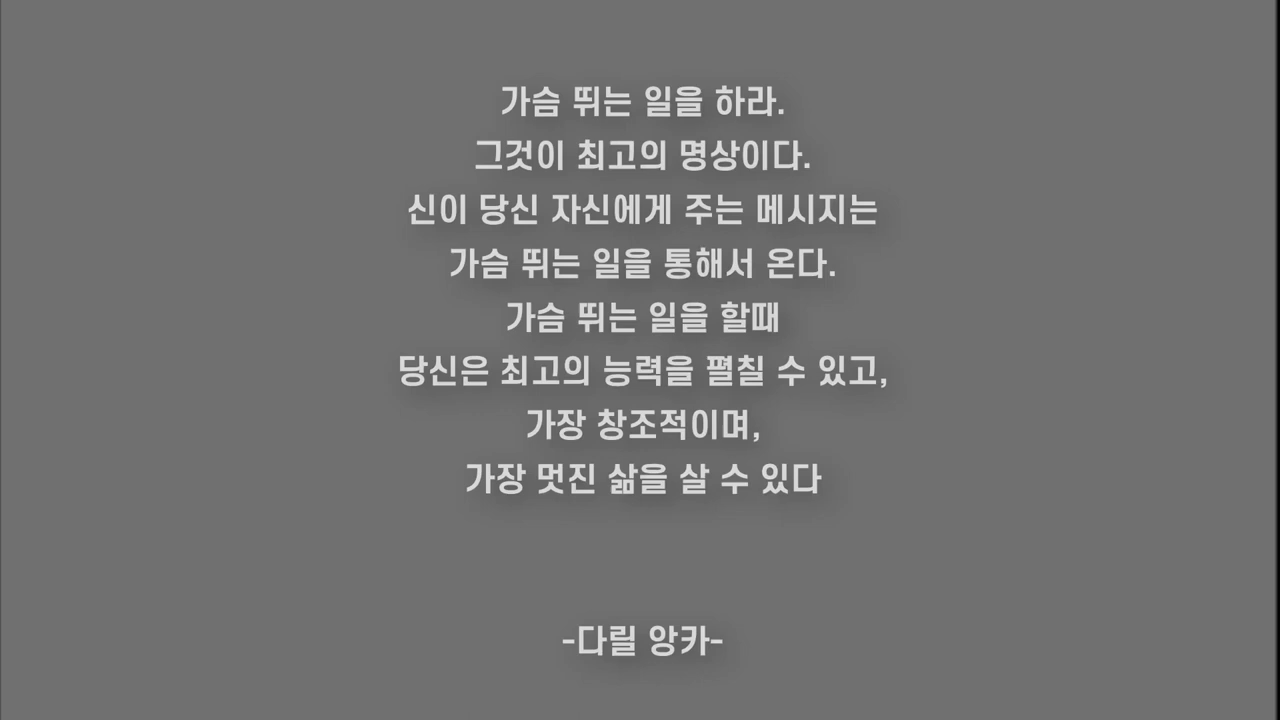 가슴 뛰는 일을 하라.
그것이 최고의 명상이다.
신이 당신 자신에게 주는 메시지는
가슴 뛰는 일을 통해서 온다.
가슴 뛰는 일을 할때
당신은 최고의 능력을 펼칠 수 있고,
가장 창조적이며,
가장 멋진 삶을 살 수 있다
-다릴 앙카-